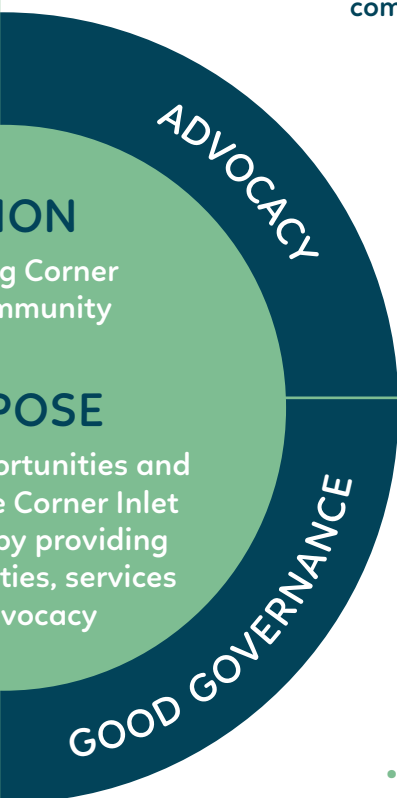 com
ADVOCACY
ION
g Corner
mmunity
POSE
ortunities and
e Corner Inlet
by providing
ties, services
vocacy
GOOD GOVERNANCE